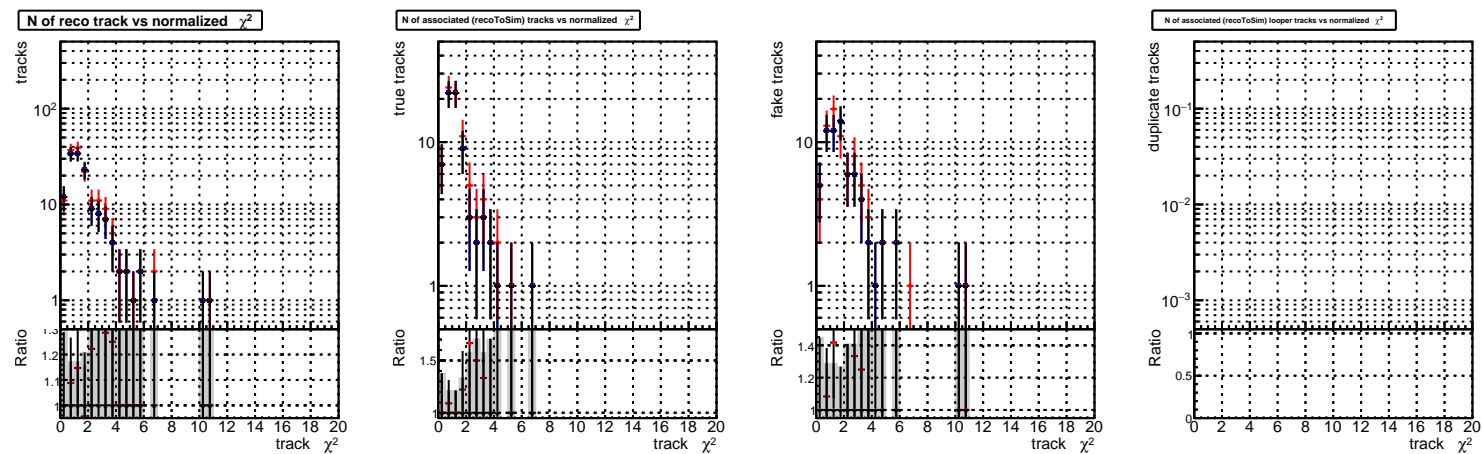 N of reco track vs normalized χ²
tracks
10²
10
1
Ratio
1.3
1.2
1.1
1
0 2 4 6 8 10 12 14 16 18 20
track χ²
N of associated (recoToSim) tracks vs normalized χ²
true tracks
10
1
Ratio
1.5
1
0 2 4 6 8 10 12 14 16 18 20
track χ²
fake tracks
10
1
Ratio
1.4
1.2
1
0 2 4 6 8 10 12 14 16 18 20
track χ²
N of associated (recoToSim) looper tracks vs normalized χ²
duplicate tracks
10⁻¹
10⁻²
10⁻³
Ratio
1
0.5
0
0 2 4 6 8 10 12 14 16 18 20
track χ²